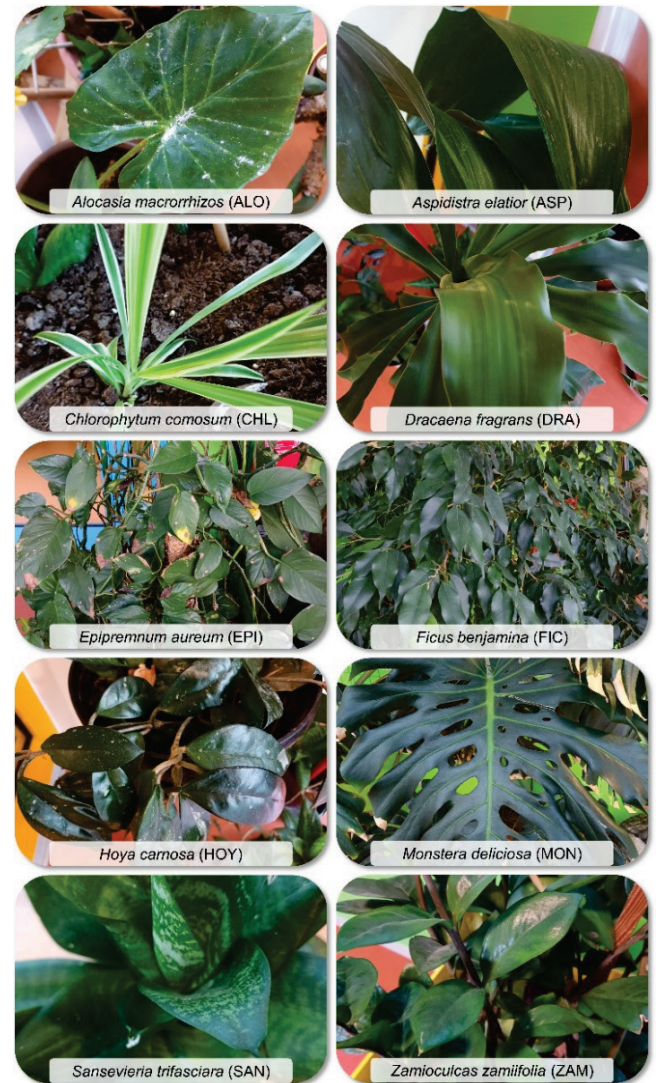 Alocasia macrorrhizos (ALO)
Aspidistra elatior (ASP)
Chlorophytum comosum (CHL)
Dracaena fragrans (DRA)
Epipremnum aureum (EPI)
Ficus benjamina (FIC)
Hoya carnosa (HOY)
Monstera deliciosa (MON)
Sansevieria trifasciara (SAN)
Zamioculcas zamiifolia (ZAM)